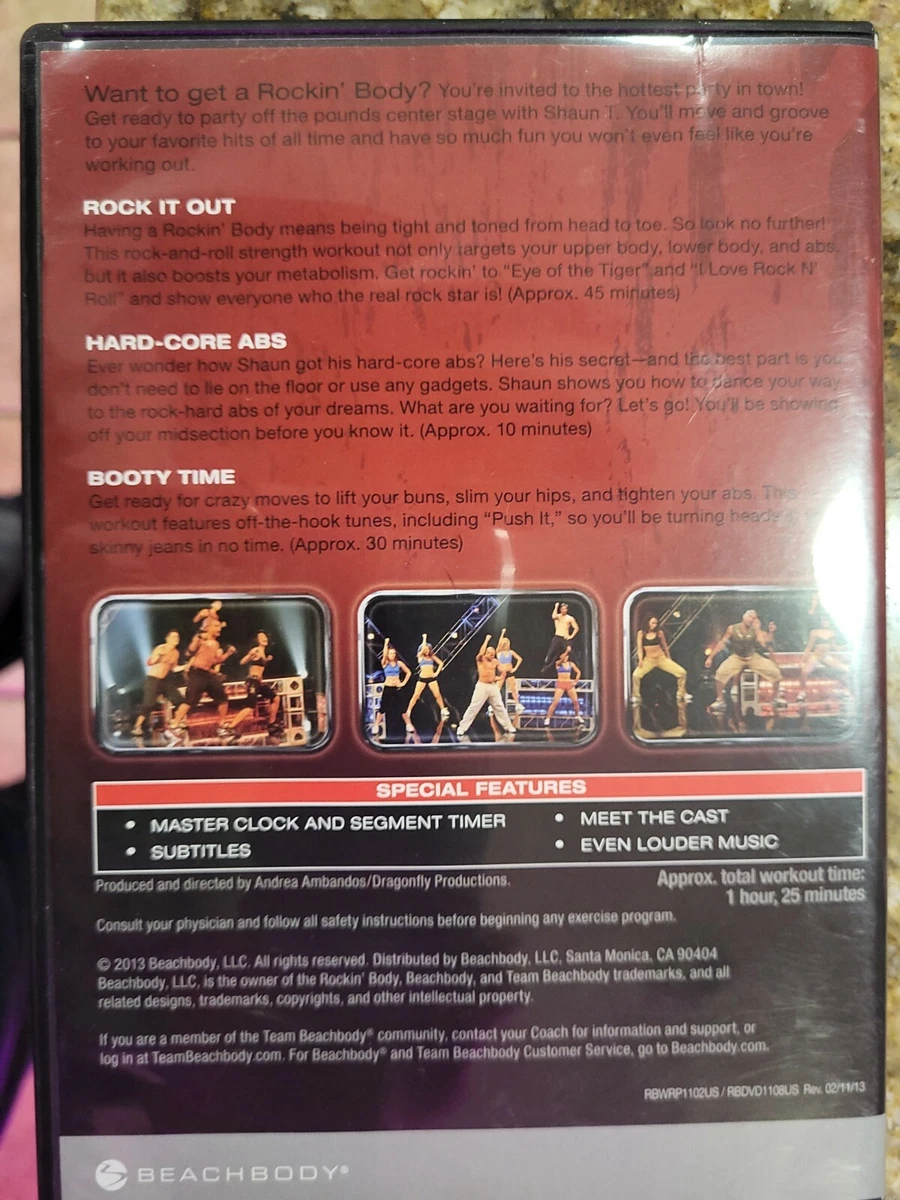 Want to get a Rockin' Body? You're invited to the hottest party in town!
Get ready to party off the pounds center stage with Shaun T. You'll move and groove
to your favorite hits of all time and have so much fun you won't even feel like you're
working out.
ROCK IT OUT
Having a Rockin' Body means being tight and toned from head to toe. So look no further!
This rock-and-roll strength workout not only targets your upper body, lower body, and abs,
but it also boosts your metabolism. Get rockin' to "Eye of the Tiger" and "I Love Rock N'
Roll" and show everyone who the real rock star is! (Approx. 45 minutes)
HARD-CORE ABS
Ever wonder how Shaun got his hard-core abs? Here's his secret—and the best part is you
don't need to lie on the floor or use any gadgets. Shaun shows you how to dance your way
to the rock-hard abs of your dreams. What are you waiting for? Let's go! You'll be showing
off your midsection before you know it. (Approx. 10 minutes)
BOOTY TIME
Get ready for crazy moves to lift your buns, slim your hips, and tighten your abs. This
workout features off-the-hook tunes, including "Push It," so you'll be turning heads
skinny jeans in no time. (Approx. 30 minutes)
SPECIAL FEATURES
• MASTER CLOCK AND SEGMENT TIMER
• SUBTITLES
• MEET THE CAST
• EVEN LOUDER MUSIC
Produced and directed by Andrea Ambandos/Dragonfly Productions.
Approx. total workout time:
1 hour, 25 minutes
Consult your physician and follow all safety instructions before beginning any exercise program.
© 2013 Beachbody, LLC. All rights reserved. Distributed by Beachbody, LLC, Santa Monica, CA 90404
Beachbody, LLC, is the owner of the Rockin' Body, Beachbody, and Team Beachbody trademarks, and all
related designs, trademarks, copyrights, and other intellectual property.
If you are a member of the Team Beachbody® community, contact your Coach for information and support, or
log in at TeamBeachbody.com. For Beachbody® and Team Beachbody Customer Service, go to Beachbody.com.
RBWRP1102US / RBDVD1108US Rev. 02/11/13
BEACHBODY®